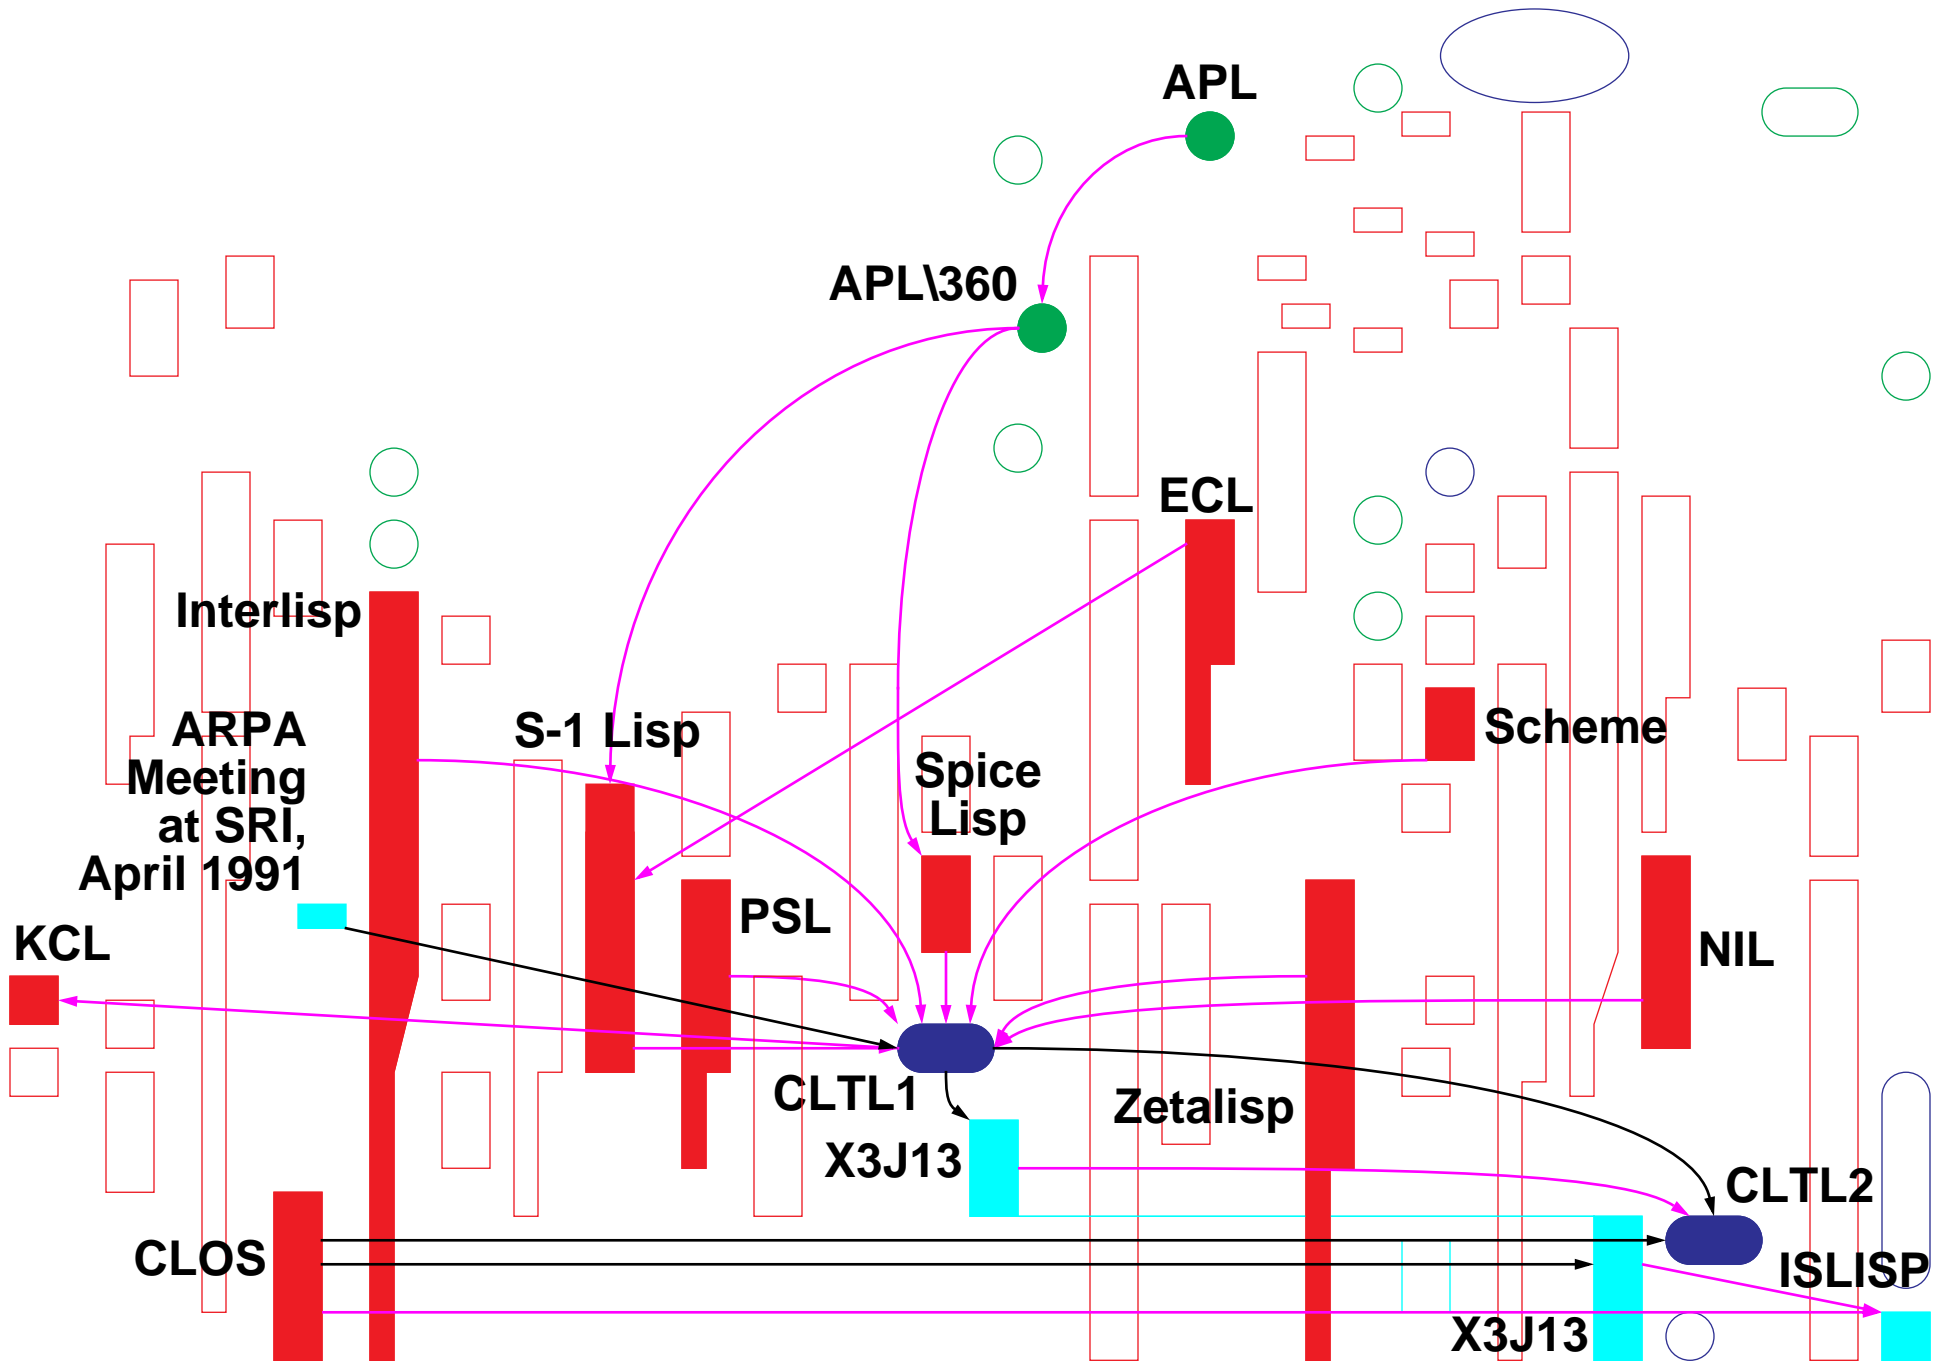 APL
APL\360
ECL
Interlisp
ARPA
Meeting
at SRI,
April 1991
S-1 Lisp
Spice
Lisp
Scheme
KCL
PSL
NIL
CLTL1
Zetalisp
X3J13
CLTL2
CLOS
ISLISP
X3J13